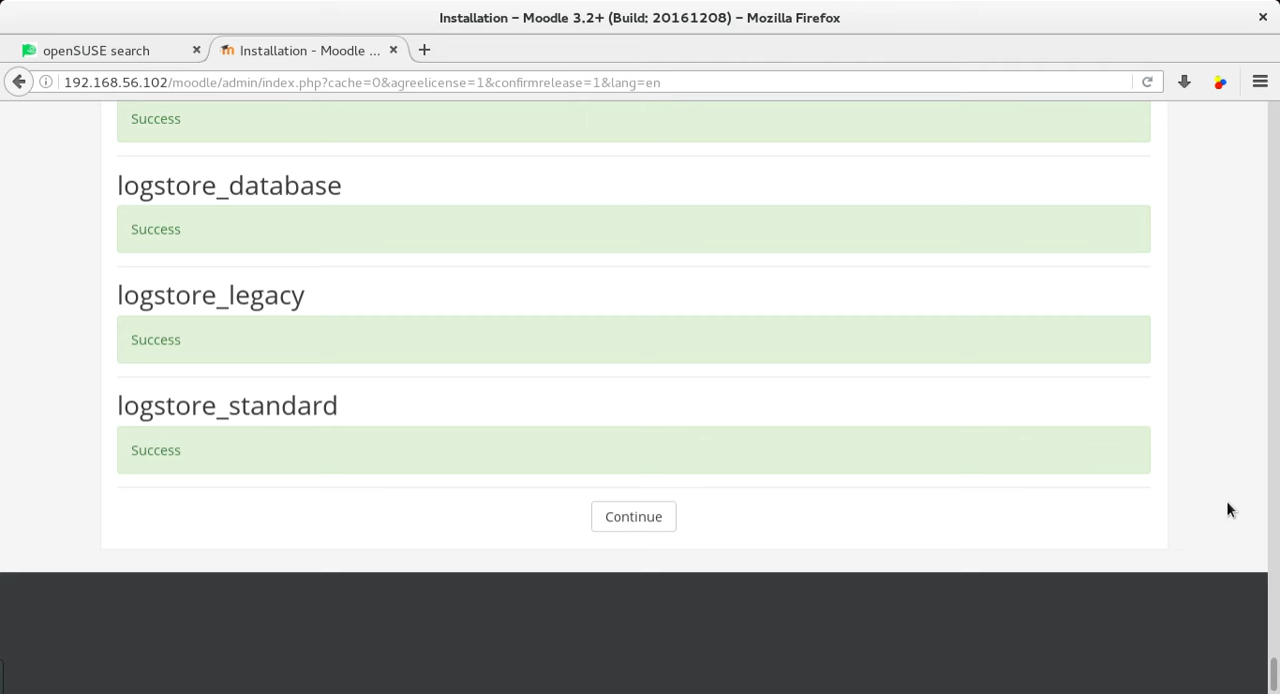 Installation – Moodle 3.2+ (Build: 20161208) – Mozilla Firefox
openSUSE search
Installation - Moodle ...
192.168.56.102/moodle/admin/index.php?cache=0&agreelicense=1&confirmrelease=1&lang=en
Success
logstore_database
Success
logstore_legacy
Success
logstore_standard
Success
Continue